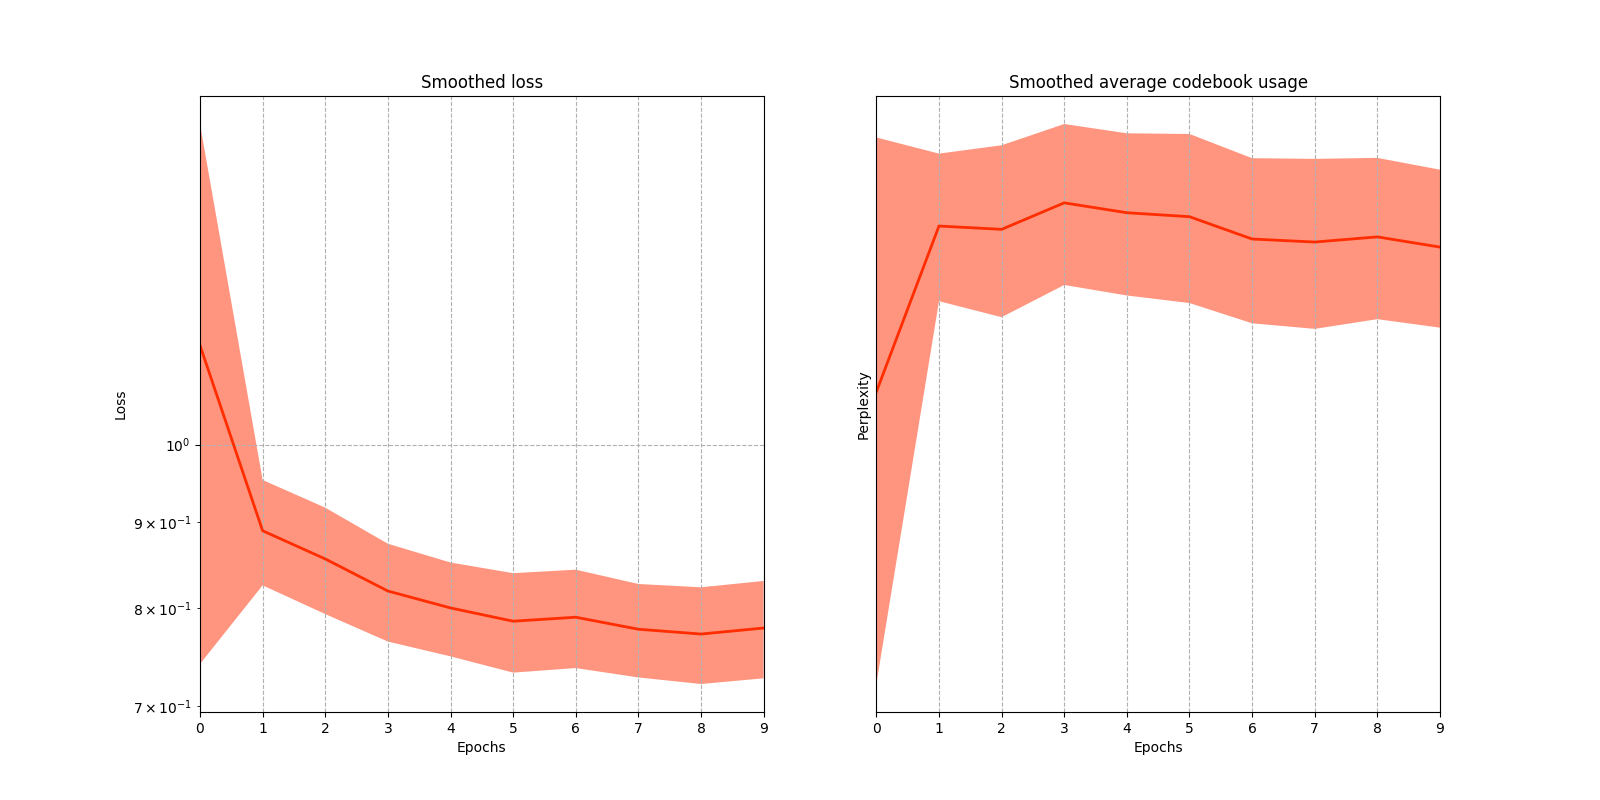 Smoothed loss
Loss
10⁰
9 × 10⁻¹
8 × 10⁻¹
7 × 10⁻¹
0 1 2 3 4 5 6 7 8 9
Epochs
Smoothed average codebook usage
Perplexity
0 1 2 3 4 5 6 7 8 9
Epochs